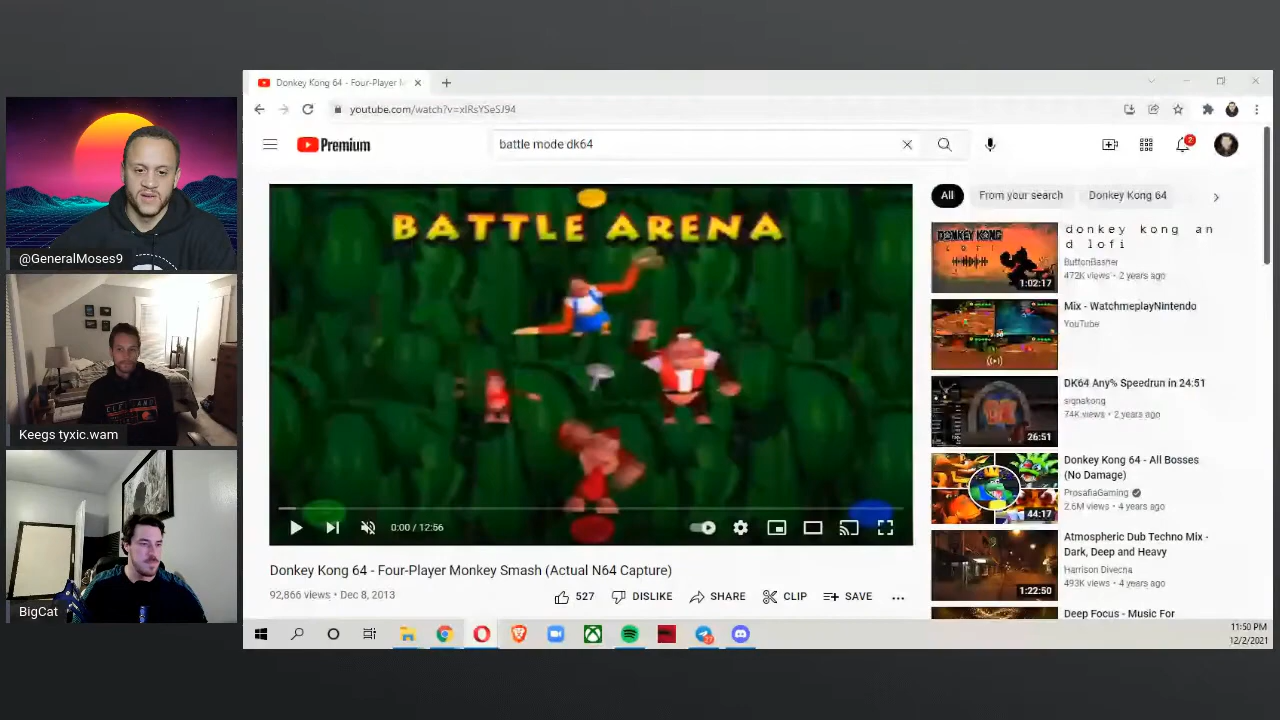 Donkey Kong 64 - Four-Player M
youtube.com/watch?v=xIRsYSeSJ94
Premium
battle mode dk64
2
BATTLE ARENA
0:00 / 12:56
Donkey Kong 64 - Four-Player Monkey Smash (Actual N64 Capture)
92,866 views • Dec 8, 2013
527
DISLIKE
SHARE
CLIP
SAVE
All
From your search
Donkey Kong 64
DONKEY KONG
LOFI
1:02:17
donkey kong an
d lofi
ButtonBasher
472K views • 2 years ago
Mix - WatchmeplayNintendo
YouTube
DK64 Any% Speedrun in 24:51
74K views • 2 years ago
26:51
Donkey Kong 64 - All Bosses
(No Damage)
ProsafiaGaming
2.6M views • 4 years ago
44:17
Atmospheric Dub Techno Mix -
Dark, Deep and Heavy
Harrison Divecna
493K views • 4 years ago
1:22:50
Deep Focus - Music For
@GeneralMoses9
Keegs tyxic.wam
BigCat
11:50 PM
12/2/2021